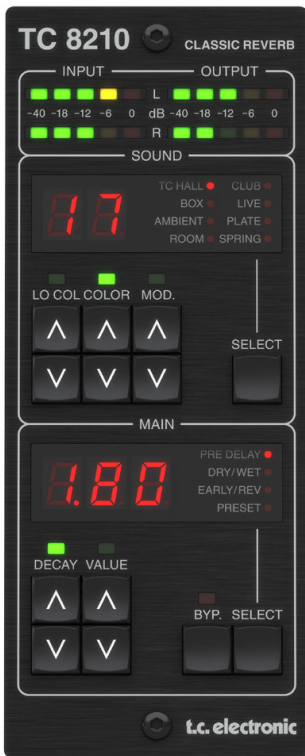 TC 8210
CLASSIC REVERB
INPUT OUTPUT
L
-40 -18 -12 -6 0 dB -40 -18 -12 -6 0
R
SOUND
17
TC HALL CLUB
BOX LIVE
AMBIENT PLATE
ROOM SPRING
LO COL COLOR MOD.
SELECT
MAIN
1.80
PRE DELAY
DRY/WET
EARLY/REV
PRESET
DECAY VALUE
BYP. SELECT
t.c. electronic